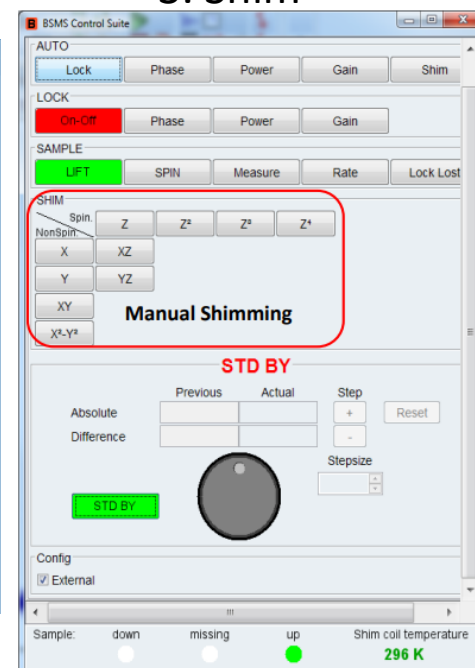 BSMS Control Suite
AUTO
Lock Phase Power Gain Shim
LOCK
On-Off Phase Power Gain
SAMPLE
LIFT SPIN Measure Rate Lock Lost
SHIM
Spin.
NonSpin.
Z Z² Z³ Z⁴
X XZ
Y YZ
XY
Manual Shimming
X²-Y²
STD BY
Previous Actual Step
Absolute + Reset
Difference -
Stepsize
STD BY
Config
External
Sample: down missing up Shim coil temperature
296 K